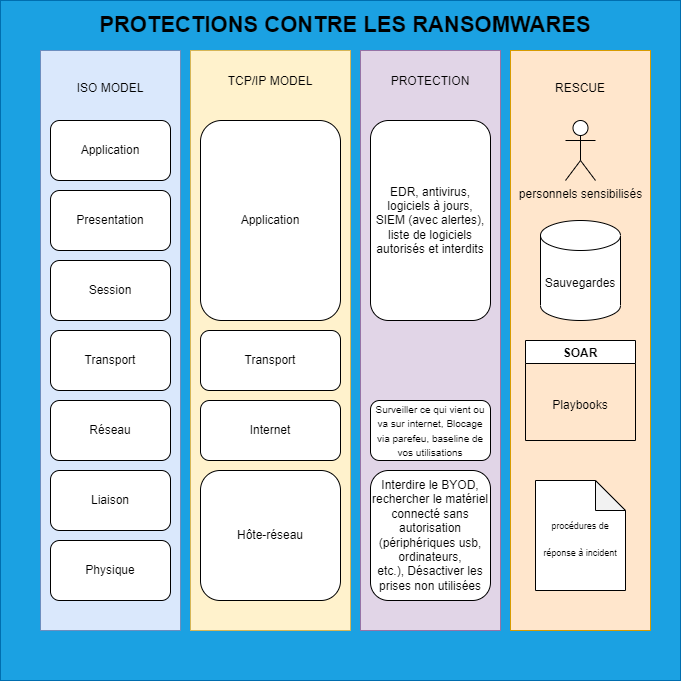 PROTECTIONS CONTRE LES RANSOMWARES
ISO MODEL
Application
Presentation
Session
Transport
Réseau
Liaison
Physique
TCP/IP MODEL
Application
Transport
Internet
Hôte-réseau
PROTECTION
EDR, antivirus,
logiciels à jours,
SIEM (avec alertes),
liste de logiciels
autorisés et interdits
Surveiller ce qui vient ou
va sur internet, Blocage
via parefeu, baseline de
vos utilisations
Interdire le BYOD,
rechercher le matériel
connecté sans
autorisation
(périphériques usb,
ordinateurs,
etc.), Désactiver les
prises non utilisées
RESCUE
personnels sensibilisés
Sauvegardes
SOAR
Playbooks
procédures de
réponse à incident